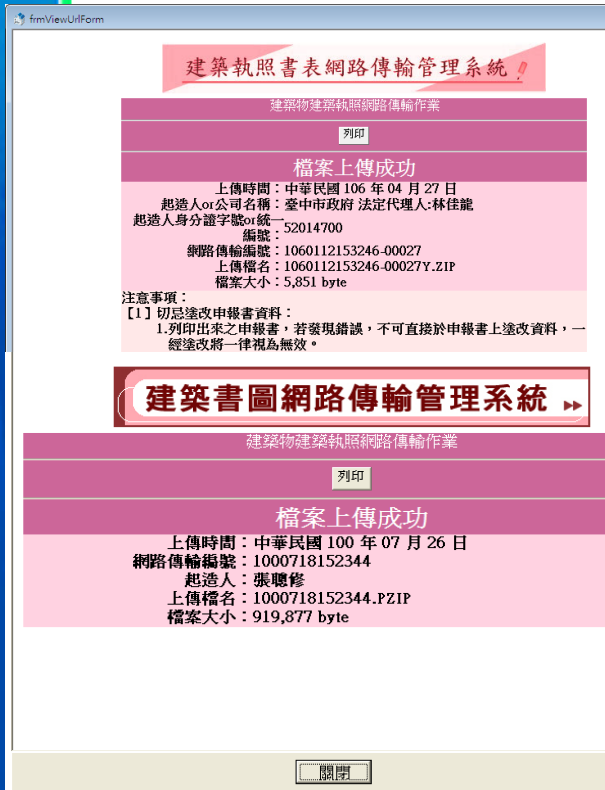 frmViewUrlForm
建築執照書表網路傳輸管理系統
建築物建築執照網路傳輸作業
列印
檔案上傳成功
上傳時間：中華民國 106 年 04 月 27 日
起造人or公司名稱：臺中市政府 法定代理人:林佳龍
起造人身分證字號or統一編號：52014700
網路傳輸編號：1060112153246-00027
上傳檔名：1060112153246-00027Y.ZIP
檔案大小：5,851 byte
注意事項：
【1】切忌塗改申報書資料：
1.列印出來之申報書，若發現錯誤，不可直接於申報書上塗改資料，一
經塗改將一律視為無效。
建築書圖網路傳輸管理系統
建築物建築執照網路傳輸作業
列印
檔案上傳成功
上傳時間：中華民國 100 年 07 月 26 日
網路傳輸編號：1000718152344
起造人：張聰修
上傳檔名：1000718152344.PZIP
檔案大小：919,877 byte
關閉